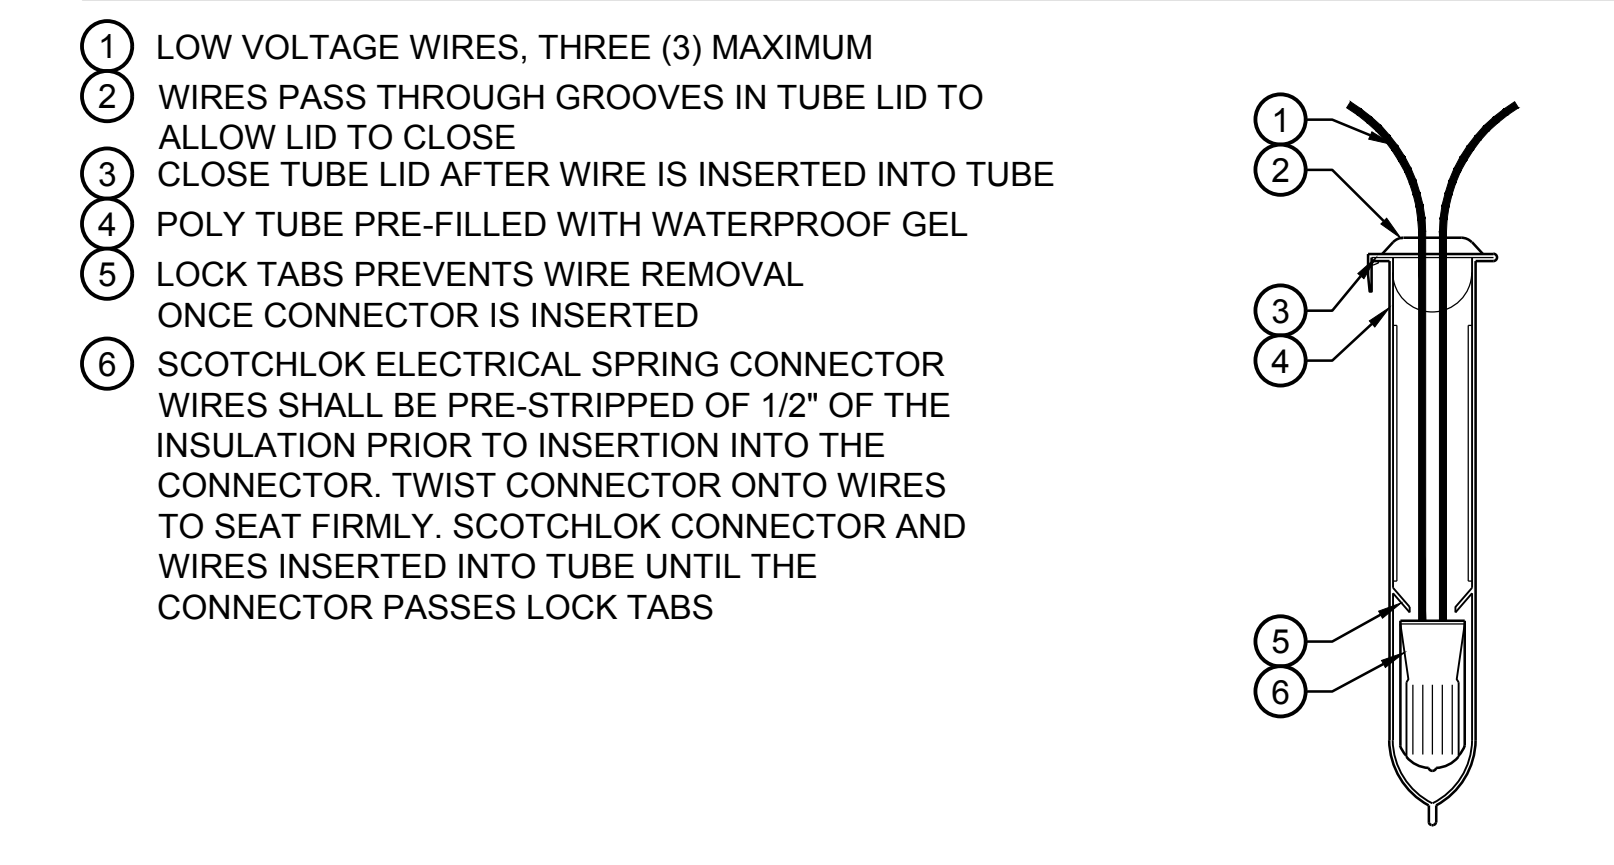 1 LOW VOLTAGE WIRES, THREE (3) MAXIMUM
2 WIRES PASS THROUGH GROOVES IN TUBE LID TO
ALLOW LID TO CLOSE
3 CLOSE TUBE LID AFTER WIRE IS INSERTED INTO TUBE
4 POLY TUBE PRE-FILLED WITH WATERPROOF GEL
5 LOCK TABS PREVENTS WIRE REMOVAL
ONCE CONNECTOR IS INSERTED
6 SCOTCHLOK ELECTRICAL SPRING CONNECTOR
WIRES SHALL BE PRE-STRIPPED OF 1/2" OF THE
INSULATION PRIOR TO INSERTION INTO THE
CONNECTOR. TWIST CONNECTOR ONTO WIRES
TO SEAT FIRMLY. SCOTCHLOK CONNECTOR AND
WIRES INSERTED INTO TUBE UNTIL THE
CONNECTOR PASSES LOCK TABS
1
2
3
4
5
6